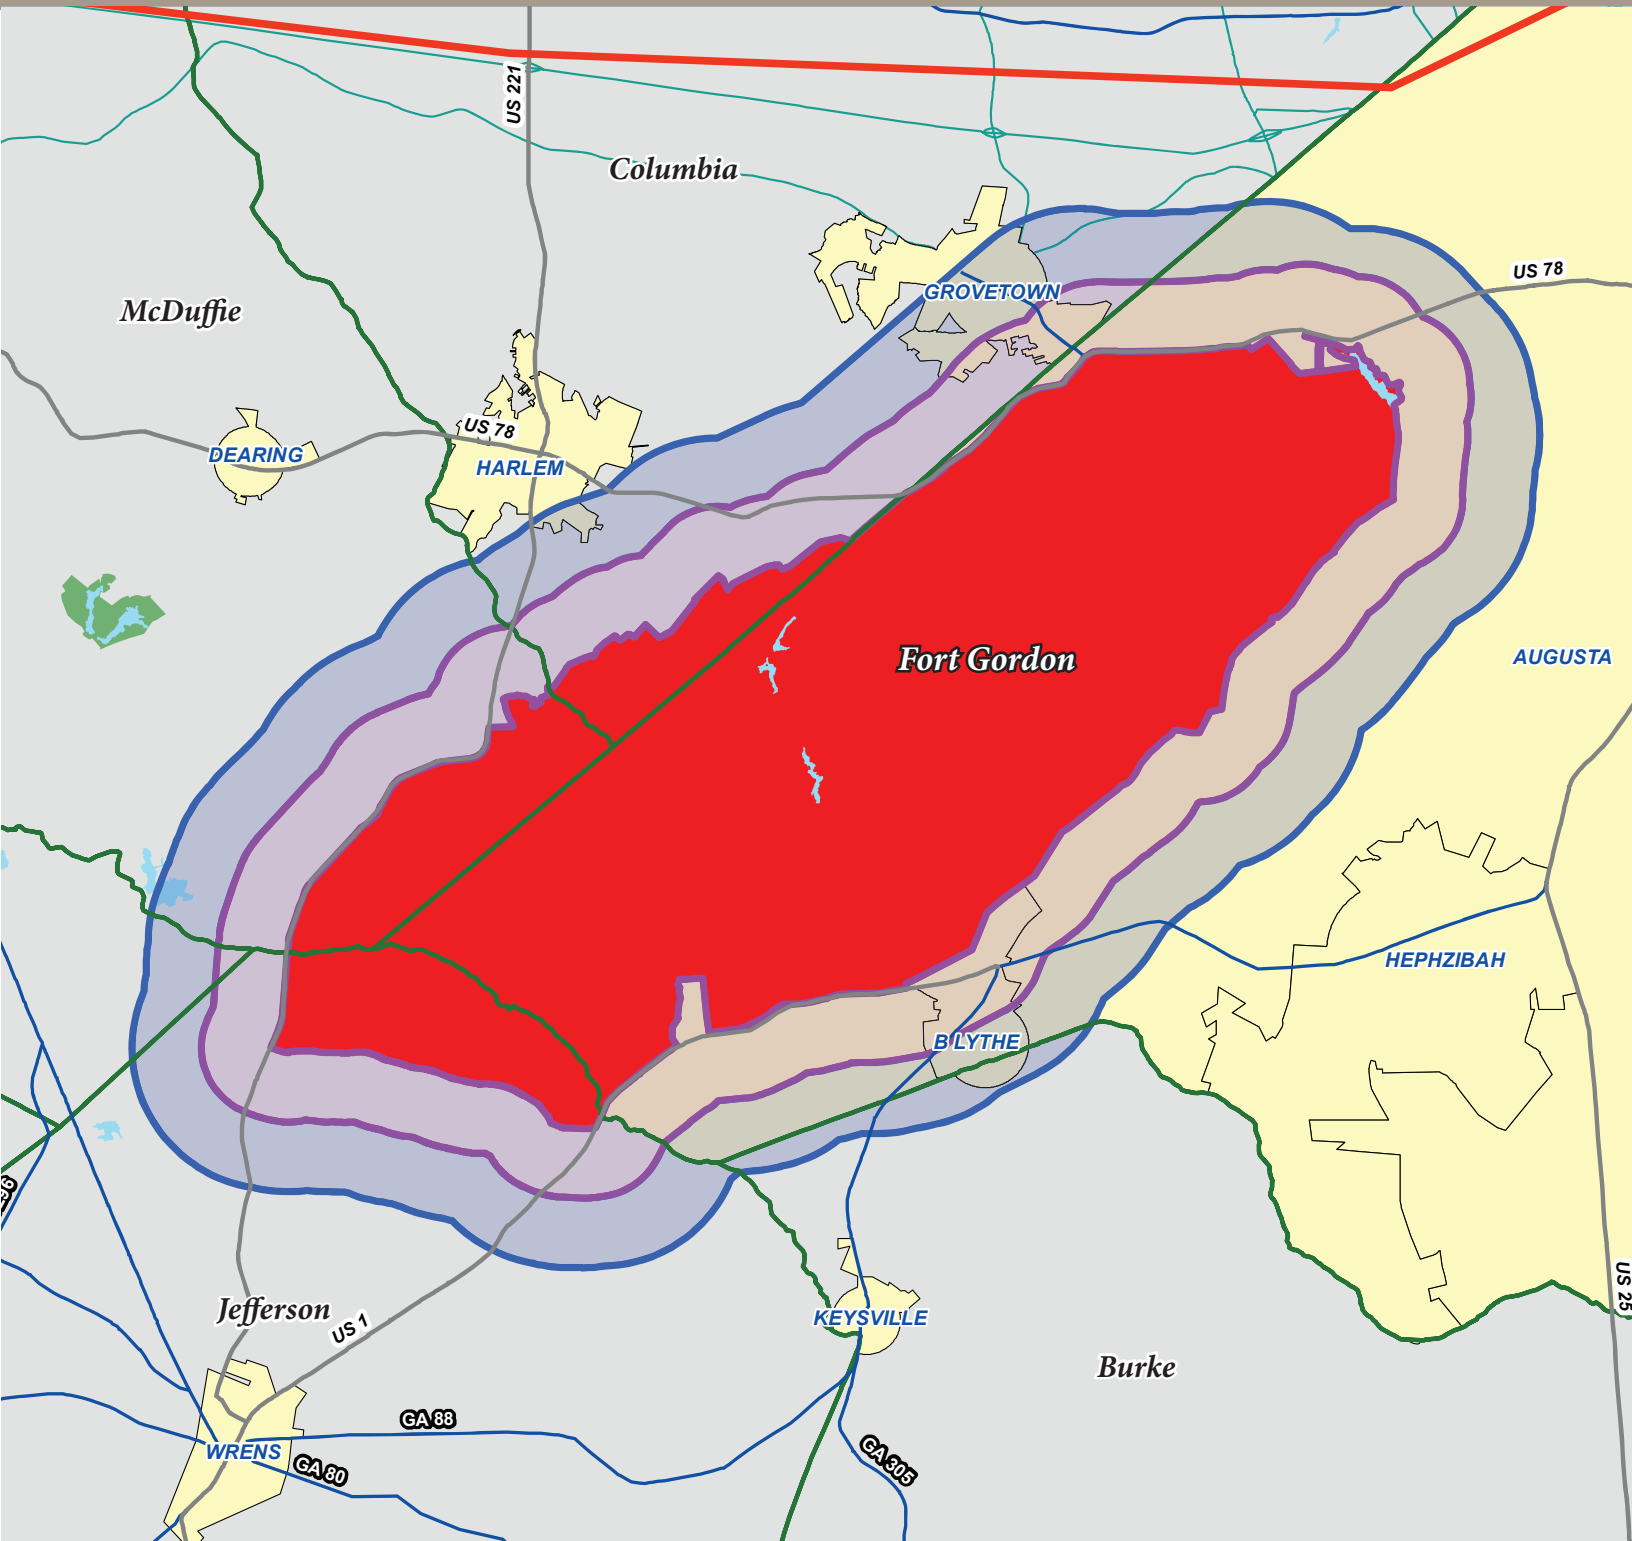 US 221
Columbia
US 78
GROVETOWN
McDuffie
US 78
DEARING
HARLEM
Fort Gordon
AUGUSTA
HEPHZIBAH
BLYTHE
US 25
Jefferson
US 1
KEYSVILLE
Burke
GA 88
WRENS
GA 80
GA 305